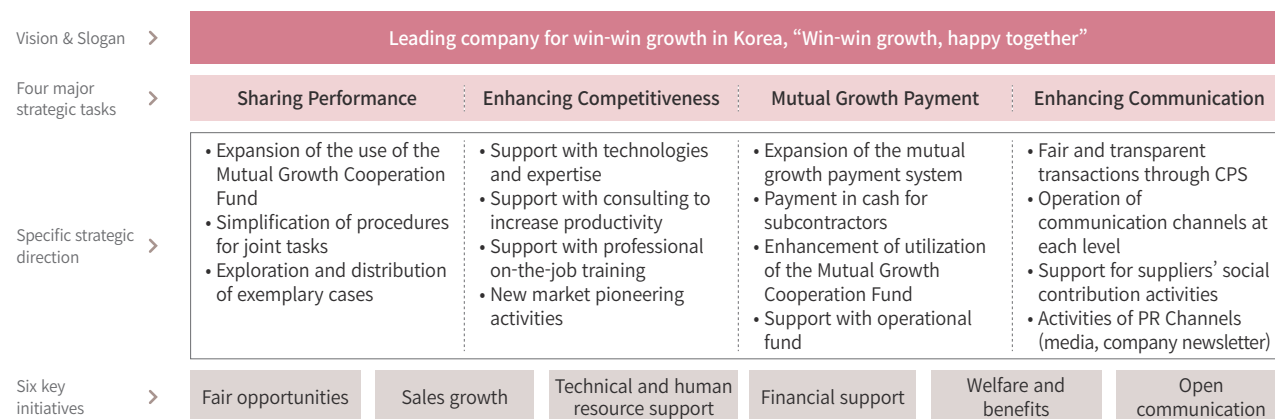 Vision & Slogan
Leading company for win-win growth in Korea, “Win-win growth, happy together”
Four major
strategic tasks
Sharing Performance
Enhancing Competitiveness
Mutual Growth Payment
Enhancing Communication
Specific strategic
direction
• Expansion of the use of the
Mutual Growth Cooperation
Fund
• Simplification of procedures
for joint tasks
• Exploration and distribution
of exemplary cases
• Support with technologies
and expertise
• Support with consulting to
increase productivity
• Support with professional
on-the-job training
• New market pioneering
activities
• Expansion of the mutual
growth payment system
• Payment in cash for
subcontractors
• Enhancement of utilization
of the Mutual Growth
Cooperation Fund
• Support with operational
fund
• Fair and transparent
transactions through CPS
• Operation of
communication channels at
each level
• Support for suppliers’ social
contribution activities
• Activities of PR Channels
(media, company newsletter)
Six key
initiatives
Fair opportunities
Sales growth
Technical and human
resource support
Financial support
Welfare and
benefits
Open
communication